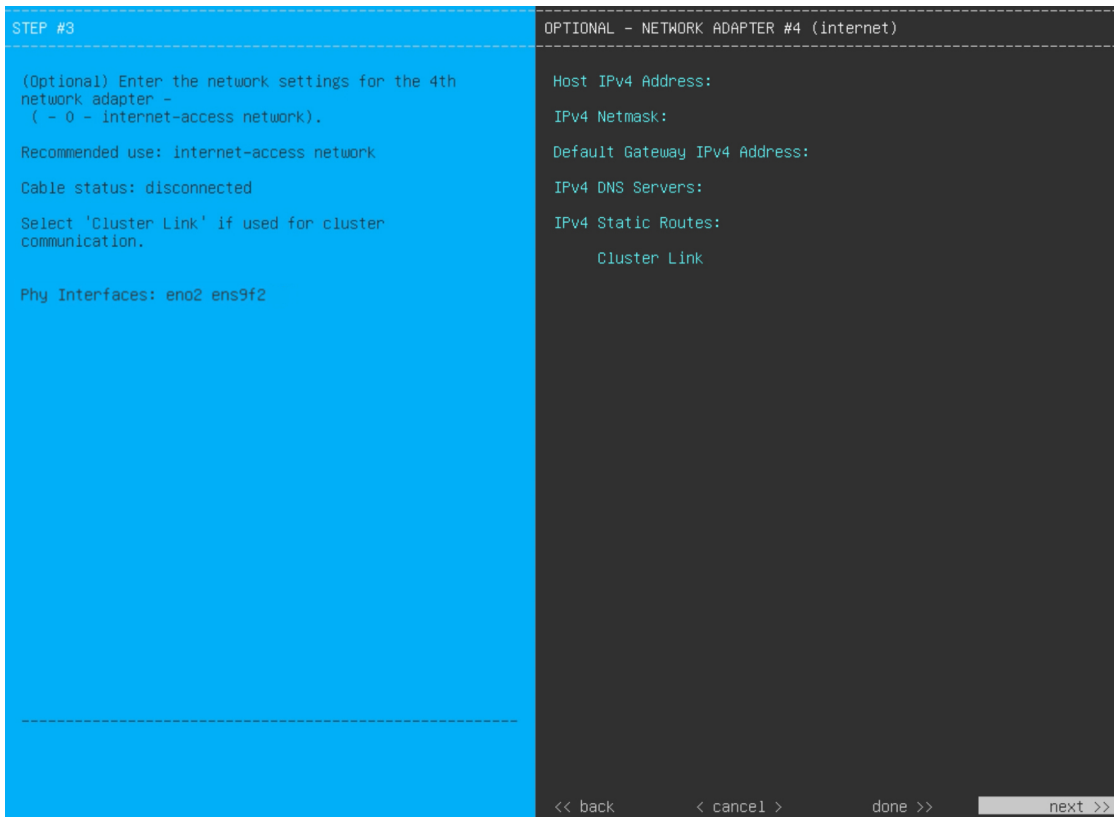 STEP #3
(Optional) Enter the network settings for the 4th
network adapter -
( - 0 - internet-access network).
Recommended use: internet-access network
Cable status: disconnected
Select 'Cluster Link' if used for cluster
communication.
Phy Interfaces: eno2 ens9f2
OPTIONAL - NETWORK ADAPTER #4 (internet)
Host IPv4 Address:
IPv4 Netmask:
Default Gateway IPv4 Address:
IPv4 DNS Servers:
IPv4 Static Routes:
Cluster Link
<< back < cancel > done >> next >>